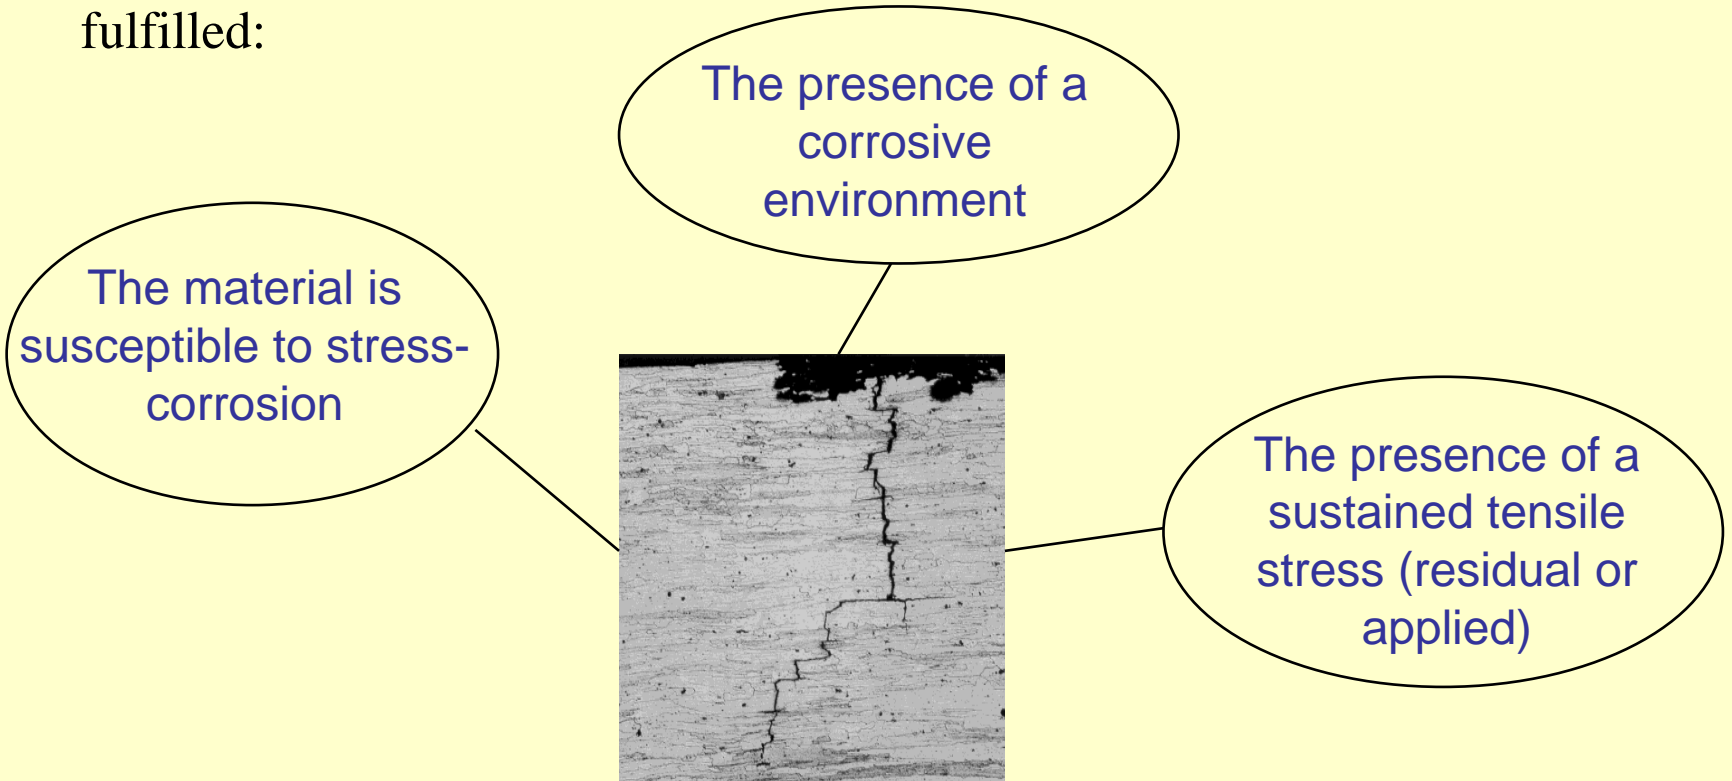 fulfilled:
The presence of a
corrosive
environment
The material is
susceptible to stress-
corrosion
The presence of a
sustained tensile
stress (residual or
applied)